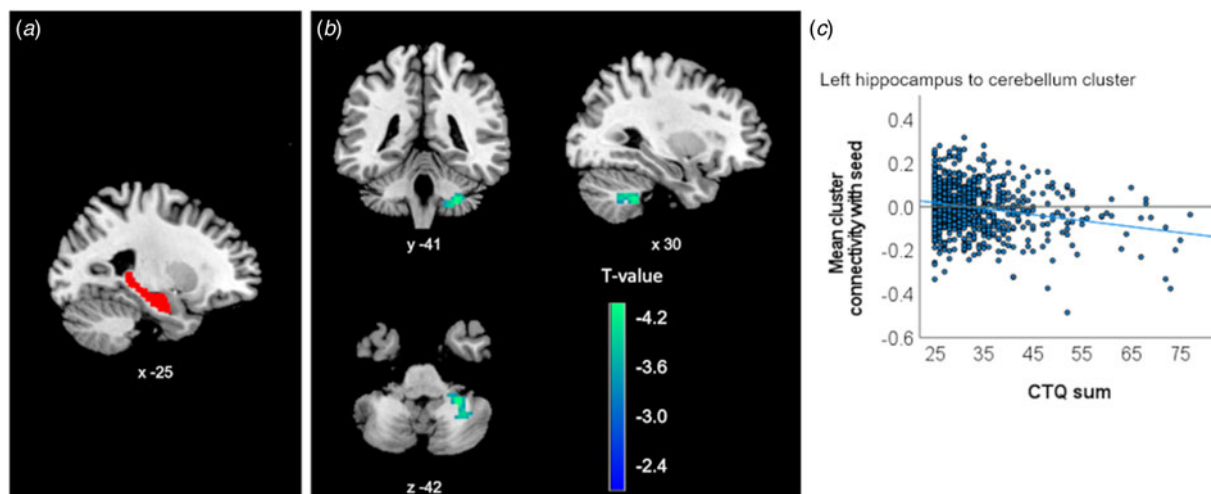 (a)
x -25
(b)
y -41
x 30
z -42
T-value
-4.2
-3.6
-3.0
-2.4
(c)
Left hippocampus to cerebellum cluster
Mean cluster
connectivity with seed
0.4
0.2
0.0
-0.2
-0.4
-0.6
25 35 45 55 65 75
CTQ sum